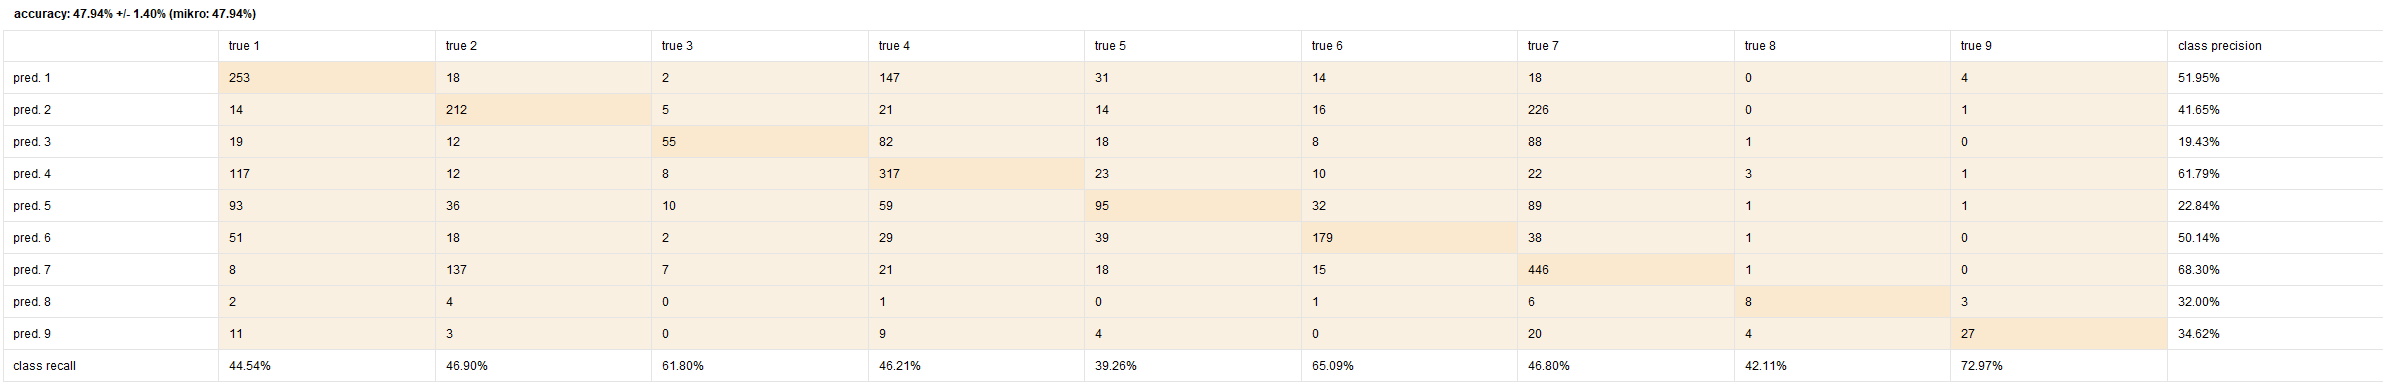 accuracy: 47.94% +/- 1.40% (mikro: 47.94%)
true 1 true 2 true 3 true 4 true 5 true 6 true 7 true 8 true 9 class precision
pred. 1 253 18 2 147 31 14 18 0 4 51.95%
pred. 2 14 212 5 21 14 16 226 0 1 41.65%
pred. 3 19 12 55 82 18 8 88 1 0 19.43%
pred. 4 117 12 8 317 23 10 22 3 1 61.79%
pred. 5 93 36 10 59 95 32 89 1 1 22.84%
pred. 6 51 18 2 29 39 179 38 1 0 50.14%
pred. 7 8 137 7 21 18 15 446 1 0 68.30%
pred. 8 2 4 0 1 0 1 6 8 3 32.00%
pred. 9 11 3 0 9 4 0 20 4 27 34.62%
class recall 44.54% 46.90% 61.80% 46.21% 39.26% 65.09% 46.80% 42.11% 72.97%